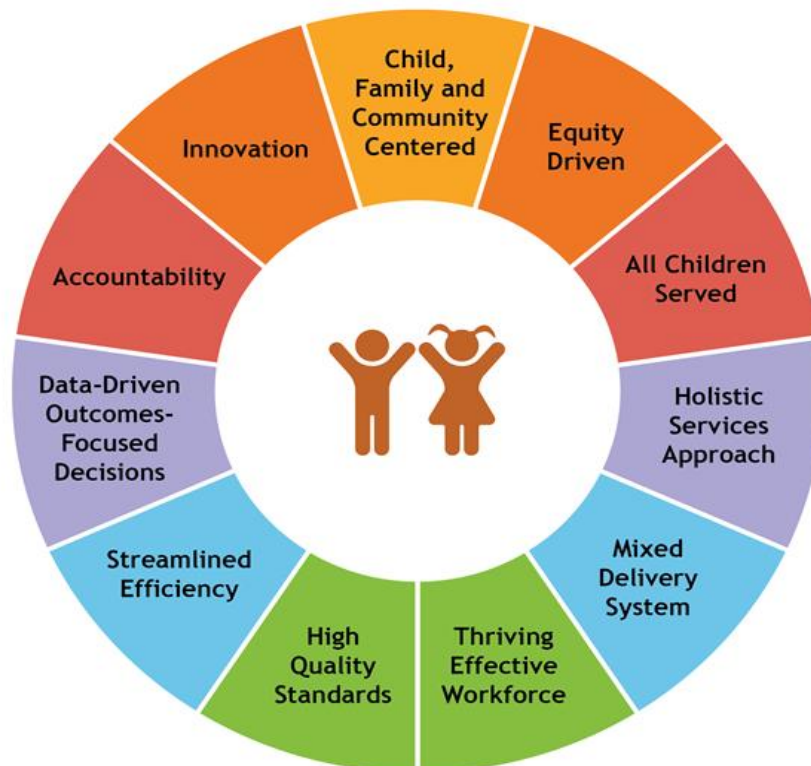 Child,
Family and
Community
Centered
Equity
Driven
All Children
Served
Holistic
Services
Approach
Mixed
Delivery
System
Thriving
Effective
Workforce
High
Quality
Standards
Streamlined
Efficiency
Data-Driven
Outcomes-
Focused
Decisions
Accountability
Innovation